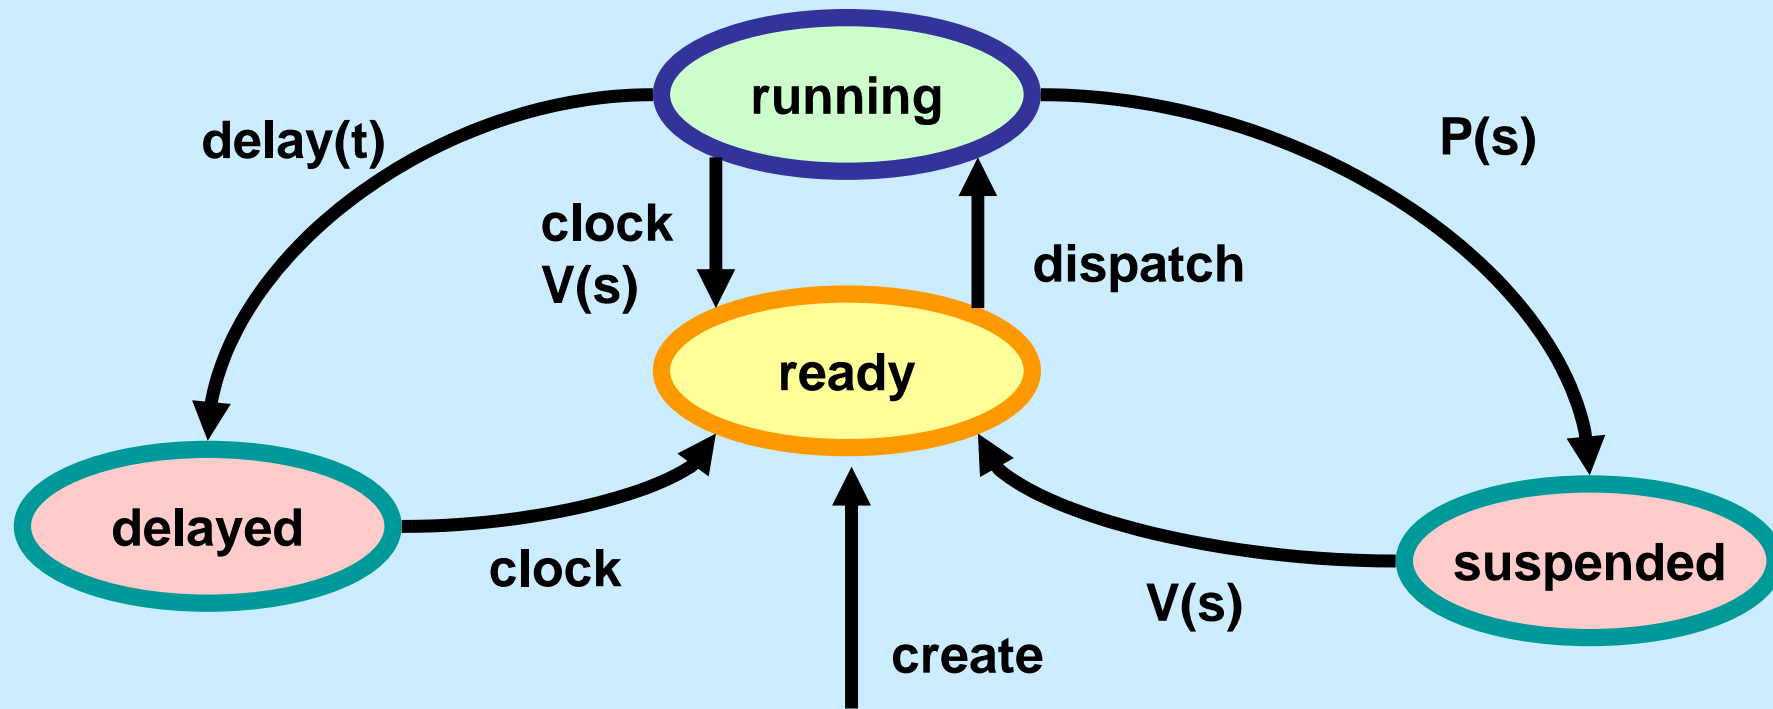 running
delay(t)
P(s)
clock
V(s)
dispatch
ready
delayed
clock
suspended
V(s)
create